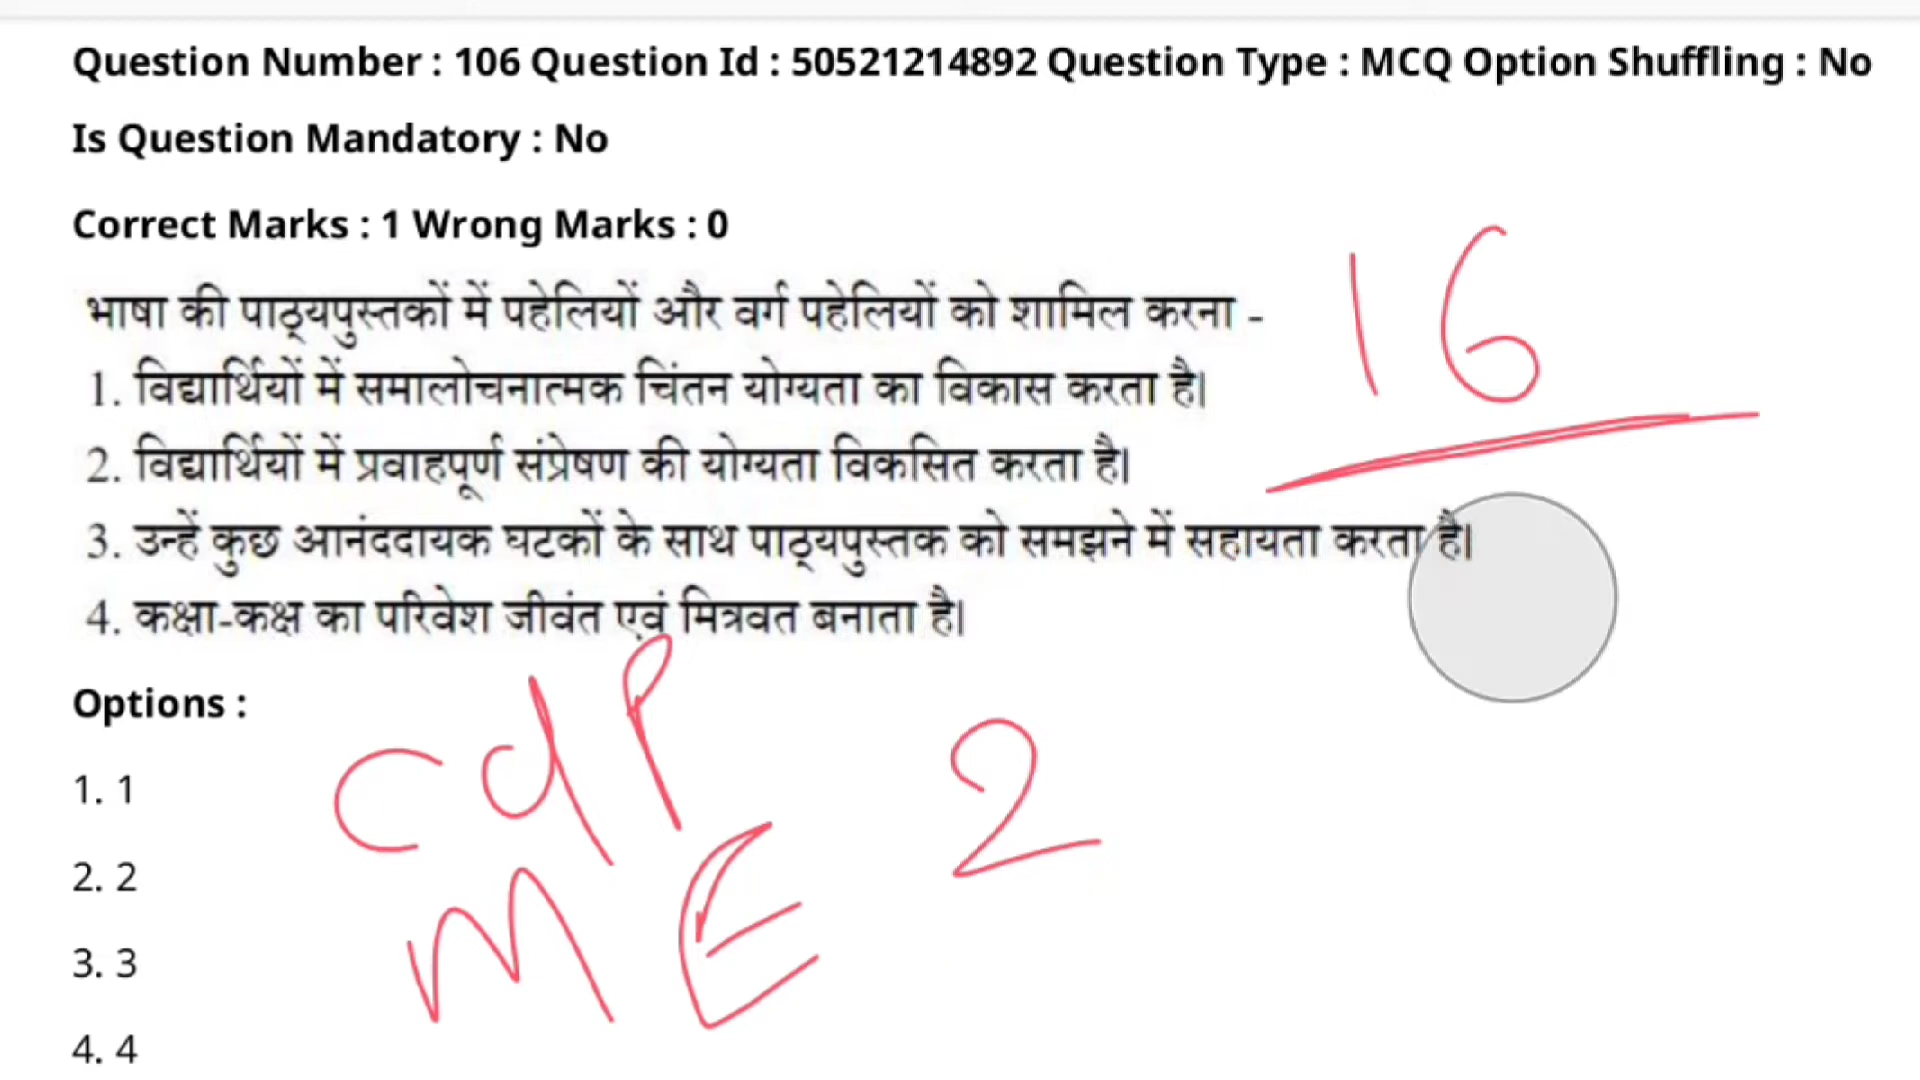 Question Number : 106 Question Id : 50521214892 Question Type : MCQ Option Shuffling : No
Is Question Mandatory : No
Correct Marks : 1 Wrong Marks : 0
भाषा की पाठ्यपुस्तकों में पहेलियों और वर्ग पहेलियों को शामिल करना -
16
1. विद्यार्थियों में समालोचनात्मक चिंतन योग्यता का विकास करता है।
2. विद्यार्थियों में प्रवाहपूर्ण संप्रेषण की योग्यता विकसित करता है।
3. उन्हें कुछ आनंददायक घटकों के साथ पाठ्यपुस्तक को समझने में सहायता करता है।
4. कक्षा-कक्ष का परिवेश जीवंत एवं मित्रवत बनाता है।
Options :
cdP
2
1. 1
2. 2
ME
3. 3
4. 4